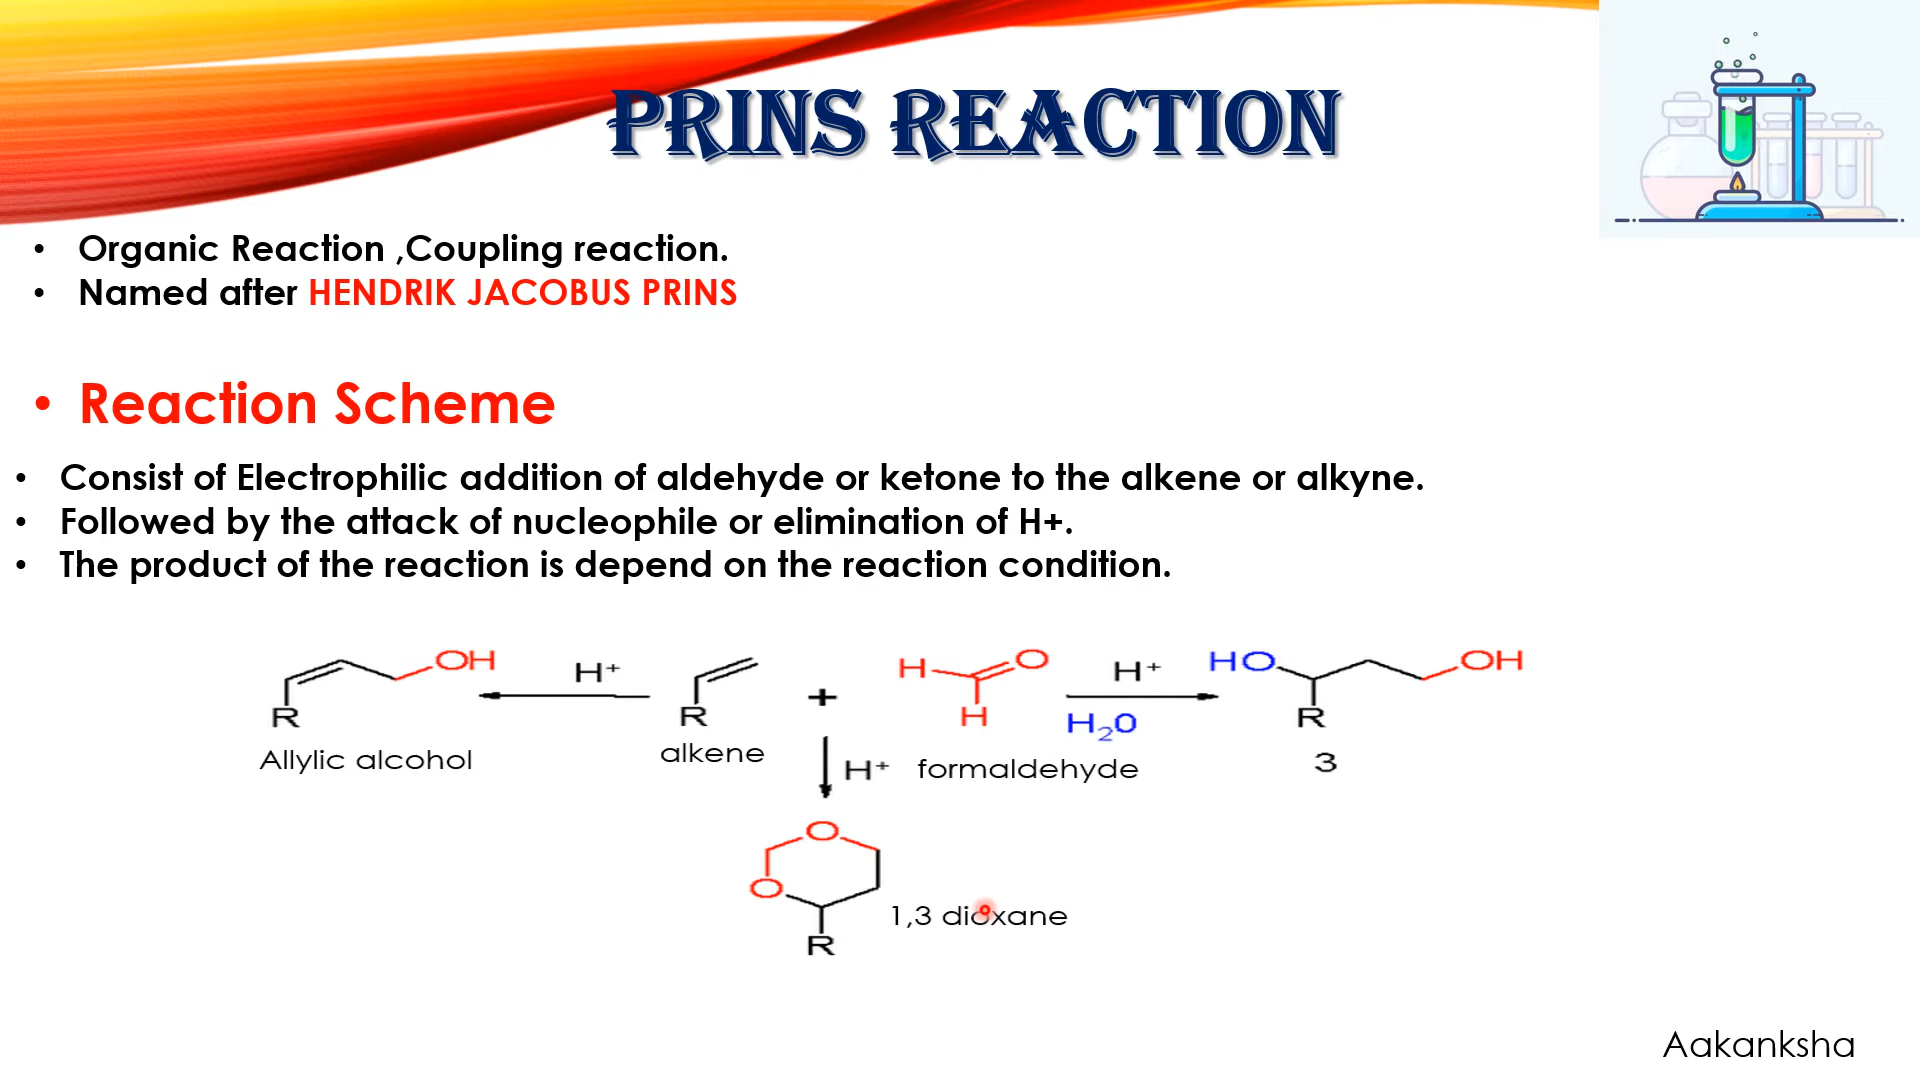 PRINS REACTION
• Organic Reaction ,Coupling reaction.
• Named after HENDRIK JACOBUS PRINS
• Reaction Scheme
• Consist of Electrophilic addition of aldehyde or ketone to the alkene or alkyne.
• Followed by the attack of nucleophile or elimination of H+.
• The product of the reaction is depend on the reaction condition.
OH
R
Allylic alcohol
H⁺
R
alkene
+
H O
H
formaldehyde
H⁺
H₂0
HO OH
R
3
H⁺
O
O
R
1,3 dioxane
Aakanksha